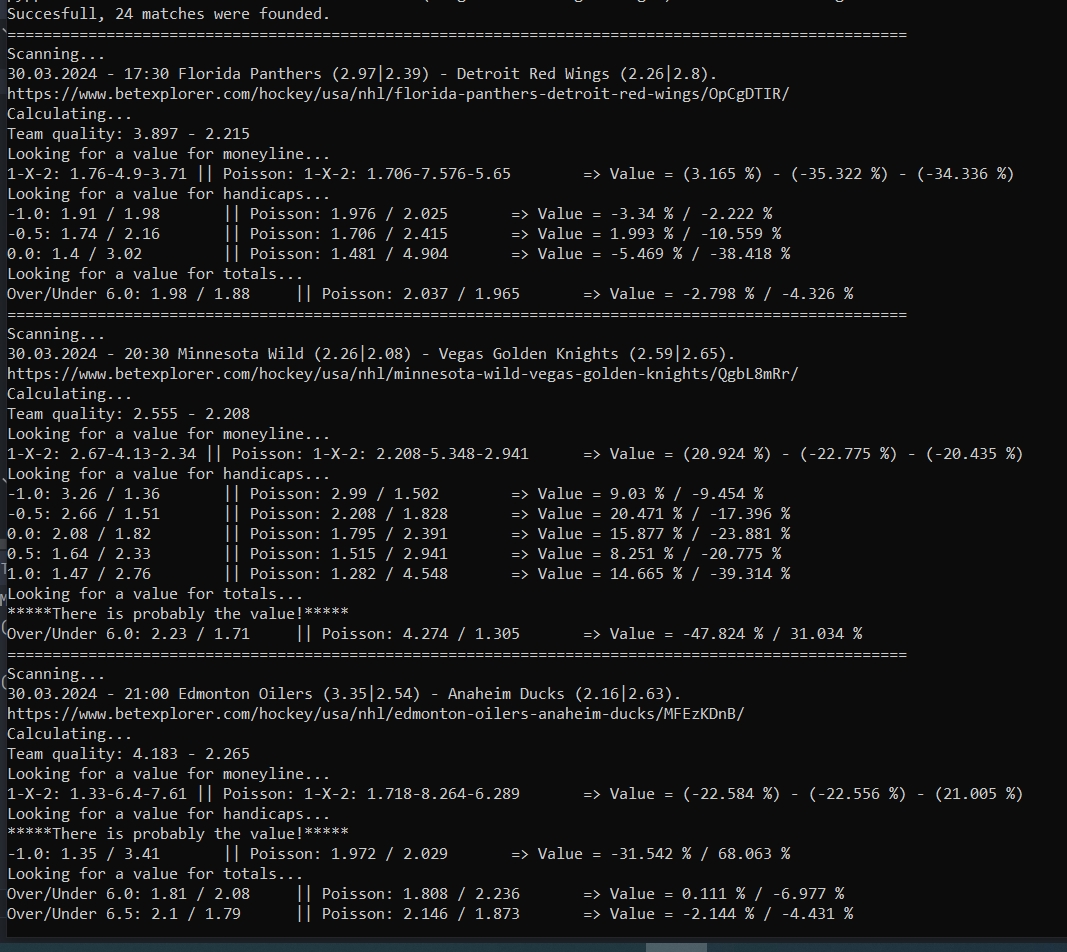 Succesfull, 24 matches were founded.
====================================================================================================
Scanning...
30.03.2024 - 17:30 Florida Panthers (2.97|2.39) - Detroit Red Wings (2.26|2.8).
https://www.betexplorer.com/hockey/usa/nhl/florida-panthers-detroit-red-wings/OpCgDTIR/
Calculating...
Team quality: 3.897 - 2.215
Looking for a value for moneyline...
1-X-2: 1.76-4.9-3.71 || Poisson: 1-X-2: 1.706-7.576-5.65 => Value = (3.165 %) - (-35.322 %) - (-34.336 %)
Looking for a value for handicaps...
-1.0: 1.91 / 1.98 || Poisson: 1.976 / 2.025 => Value = -3.34 % / -2.222 %
-0.5: 1.74 / 2.16 || Poisson: 1.706 / 2.415 => Value = 1.993 % / -10.559 %
0.0: 1.4 / 3.02 || Poisson: 1.481 / 4.904 => Value = -5.469 % / -38.418 %
Looking for a value for totals...
Over/Under 6.0: 1.98 / 1.88 || Poisson: 2.037 / 1.965 => Value = -2.798 % / -4.326 %
====================================================================================================
Scanning...
30.03.2024 - 20:30 Minnesota Wild (2.26|2.08) - Vegas Golden Knights (2.59|2.65).
https://www.betexplorer.com/hockey/usa/nhl/minnesota-wild-vegas-golden-knights/QgbL8mRr/
Calculating...
Team quality: 2.555 - 2.208
Looking for a value for moneyline...
1-X-2: 2.67-4.13-2.34 || Poisson: 1-X-2: 2.208-5.348-2.941 => Value = (20.924 %) - (-22.775 %) - (-20.435 %)
Looking for a value for handicaps...
-1.0: 3.26 / 1.36 || Poisson: 2.99 / 1.502 => Value = 9.03 % / -9.454 %
-0.5: 2.66 / 1.51 || Poisson: 2.208 / 1.828 => Value = 20.471 % / -17.396 %
0.0: 2.08 / 1.82 || Poisson: 1.795 / 2.391 => Value = 15.877 % / -23.881 %
0.5: 1.64 / 2.33 || Poisson: 1.515 / 2.941 => Value = 8.251 % / -20.775 %
1.0: 1.47 / 2.76 || Poisson: 1.282 / 4.548 => Value = 14.665 % / -39.314 %
Looking for a value for totals...
*****There is probably the value!*****
Over/Under 6.0: 2.23 / 1.71 || Poisson: 4.274 / 1.305 => Value = -47.824 % / 31.034 %
====================================================================================================
Scanning...
30.03.2024 - 21:00 Edmonton Oilers (3.35|2.54) - Anaheim Ducks (2.16|2.63).
https://www.betexplorer.com/hockey/usa/nhl/edmonton-oilers-anaheim-ducks/MFEzKDnB/
Calculating...
Team quality: 4.183 - 2.265
Looking for a value for moneyline...
1-X-2: 1.33-6.4-7.61 || Poisson: 1-X-2: 1.718-8.264-6.289 => Value = (-22.584 %) - (-22.556 %) - (21.005 %)
Looking for a value for handicaps...
*****There is probably the value!*****
-1.0: 1.35 / 3.41 || Poisson: 1.972 / 2.029 => Value = -31.542 % / 68.063 %
Looking for a value for totals...
Over/Under 6.0: 1.81 / 2.08 || Poisson: 1.808 / 2.236 => Value = 0.111 % / -6.977 %
Over/Under 6.5: 2.1 / 1.79 || Poisson: 2.146 / 1.873 => Value = -2.144 % / -4.431 %